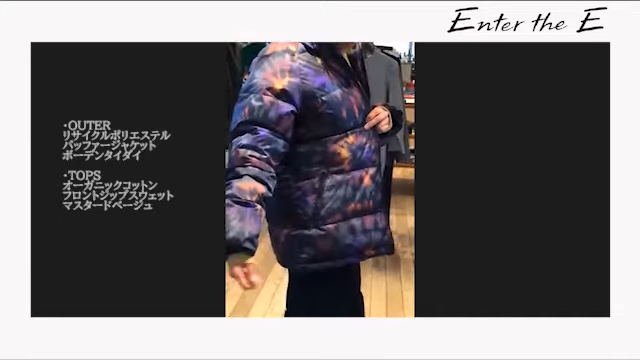 Enter the E
・OUTER
リサイクルポリエステル
パッファージャケット
ボーデンタイダイ
・TOPS
オーガニックコットン
フロントジップスウェット
マスタードベージュ